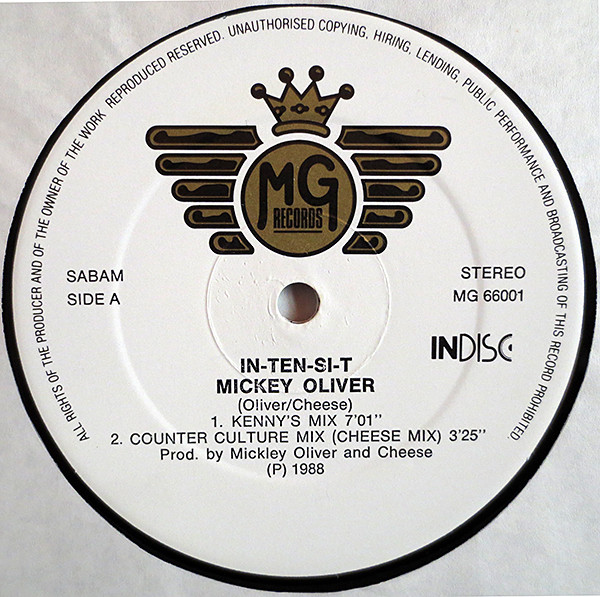 ALL RIGHTS OF THE PRODUCER AND OF THE OWNER OF THE WORK REPRODUCED RESERVED. UNAUTHORISED COPYING, HIRING, LENDING, PUBLIC PERFORMANCE AND BROADCASTING OF THIS RECORD PROHIBITED.
MG
RECORDS
SABAM
SIDE A
STEREO
MG 66001
INDISC
IN-TEN-SI-T
MICKEY OLIVER
(Oliver/Cheese)
1. KENNY'S MIX 7'01"
2. COUNTER CULTURE MIX (CHEESE MIX) 3'25"
Prod. by Mickley Oliver and Cheese
(P) 1988